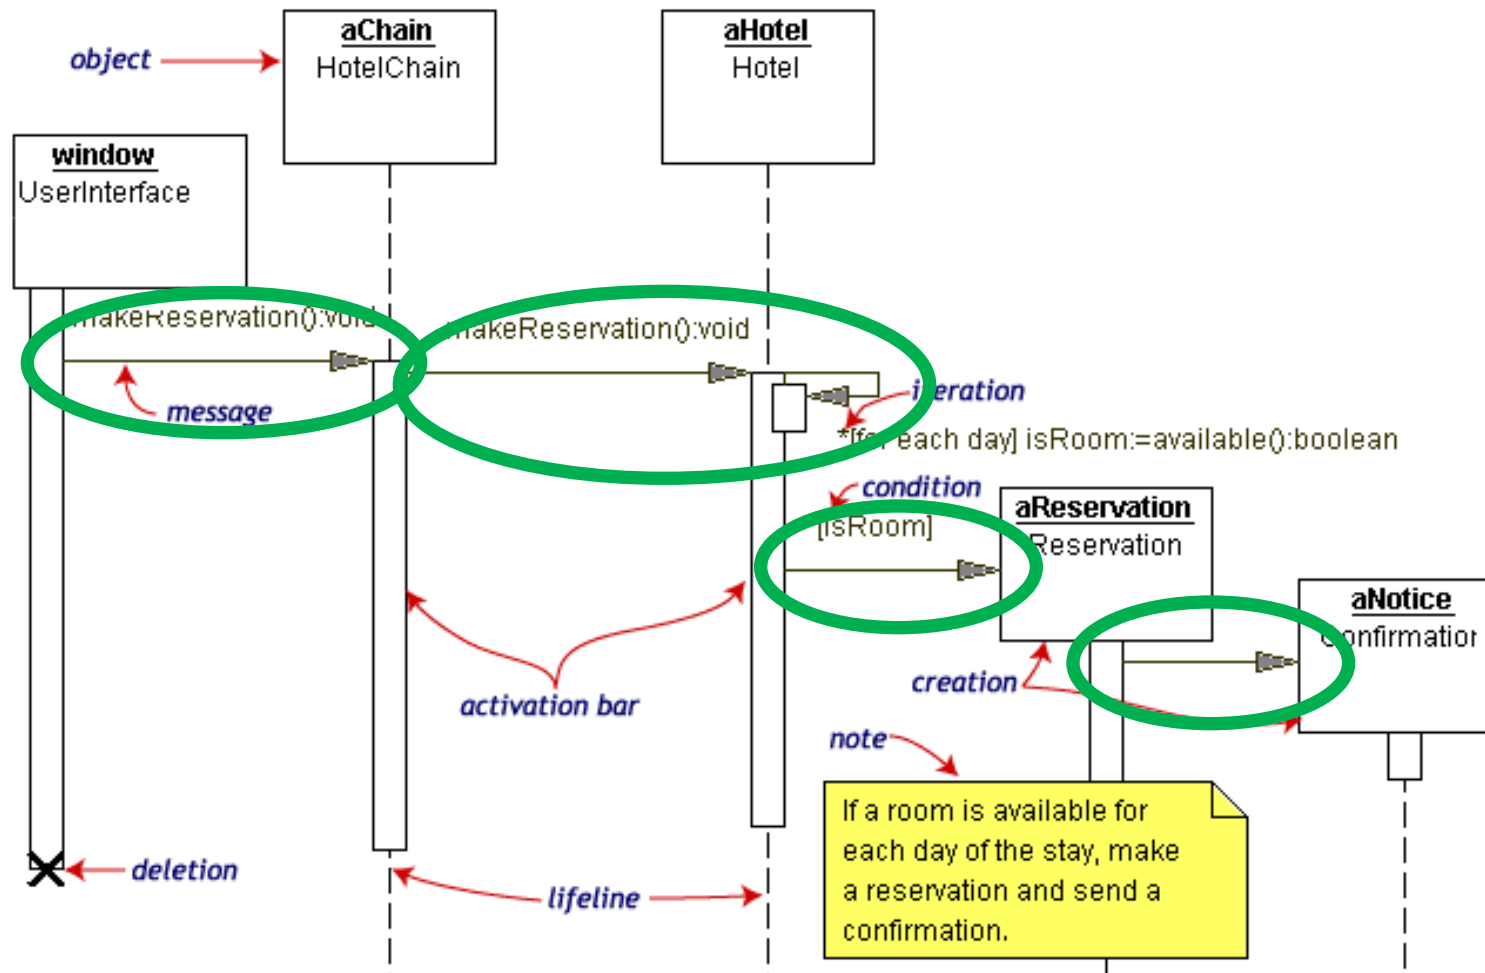 aChain
HotelChain
aHotel
Hotel
object
window
UserInterface
makeReservation():void
makeReservation():void
message
iteration
*[for each day] isRoom:=available():boolean
condition
[isRoom]
aReservation
Reservation
aNotice
Confirmation
creation
activation bar
note
If a room is available for
each day of the stay, make
a reservation and send a
confirmation.
deletion
lifeline